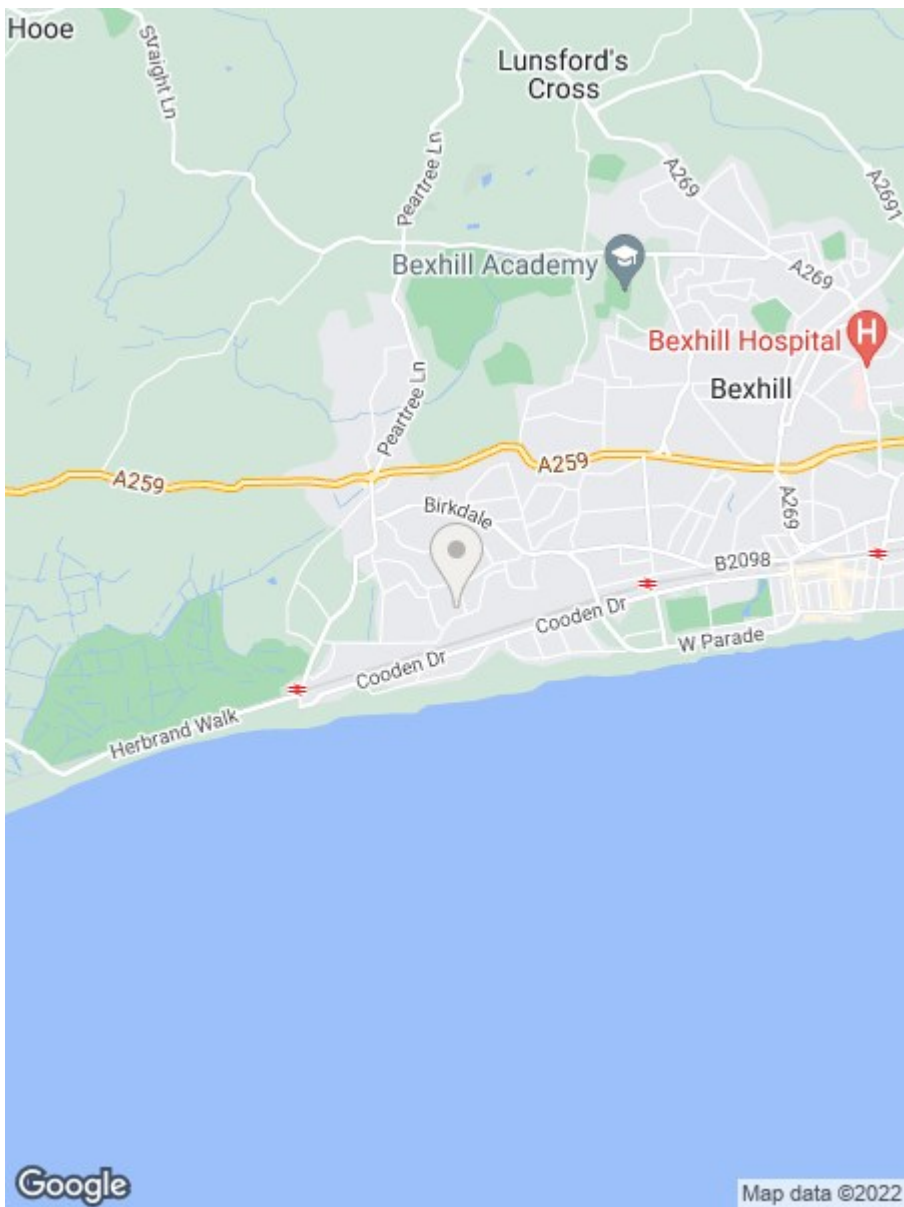 Hooe
Straight Ln
Lunsford's
Cross
Peartree Ln
A269
A2691
Bexhill Academy
A269
Bexhill Hospital
H
Bexhill
Peartree Ln
A259
A259
Birkdale
A269
B2098
Cooden Dr
W Parade
Cooden Dr
Herbrand Walk
Google
Map data ©2022